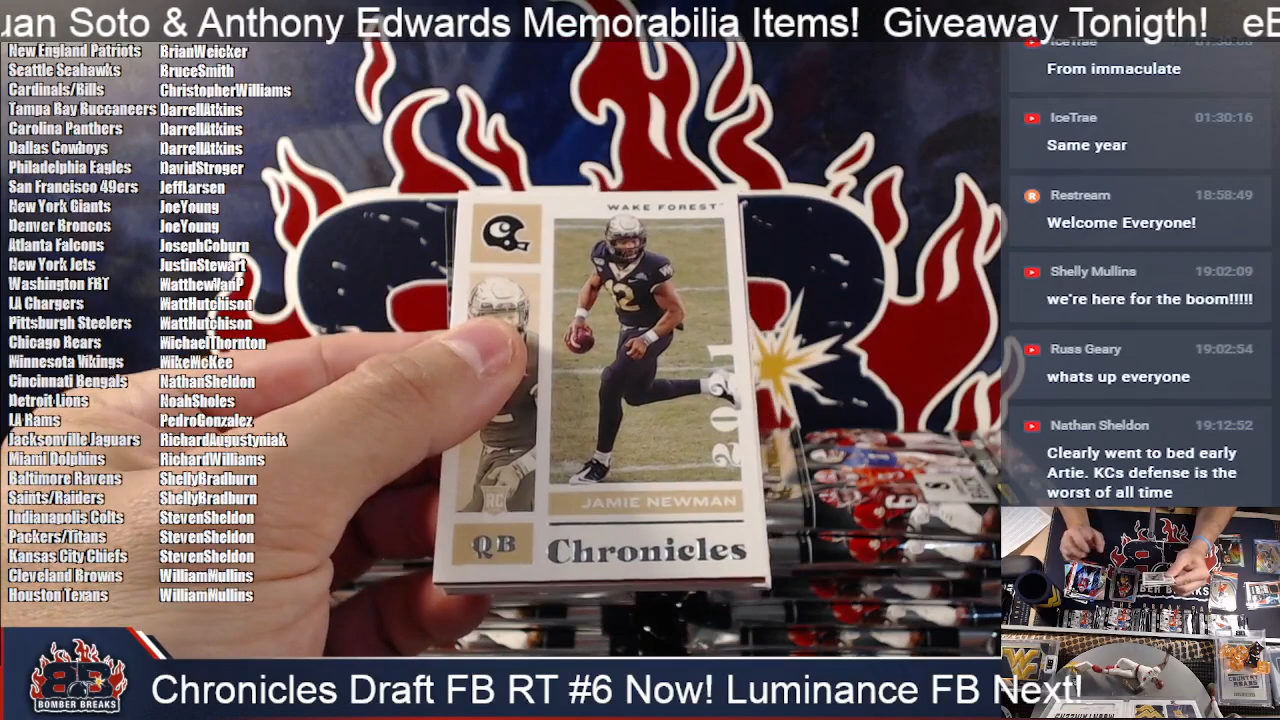 uan Soto & Anthony Edwards Memorabilia Items! Giveaway Tonigth! eB
New England Patriots BrianWeicker
Seattle Seahawks BruceSmith
Cardinals/Bills ChristopherWilliams
Tampa Bay Buccaneers DarrellAtkins
Carolina Panthers DarrellAtkins
Dallas Cowboys DarrellAtkins
Philadelphia Eagles DavidStroger
San Francisco 49ers JeffLarsen
New York Giants JoeYoung
Denver Broncos JoeYoung
Atlanta Falcons JosephCoburn
New York Jets JustinStewart
Washington FBT MatthewVanP
LA Chargers MattHutchison
Pittsburgh Steelers MattHutchison
Chicago Bears MichaelThornton
Minnesota Vikings MikeMcKee
Cincinnati Bengals NathanSheldon
Detroit Lions NoahSholes
LA Rams PedroGonzalez
Jacksonville Jaguars RichardAugustyniak
Miami Dolphins RichardWilliams
Baltimore Ravens ShellyBradburn
Saints/Raiders ShellyBradburn
Indianapolis Colts StevenSheldon
Packers/Titans StevenSheldon
Kansas City Chiefs StevenSheldon
Cleveland Browns WilliamMullins
Houston Texans WilliamMullins
WAKE FOREST
12
2021
RC
JAMIE NEWMAN
QB
Chronicles
IceTrae
From immaculate
IceTrae 01:30:16
Same year
Restream 18:58:49
Welcome Everyone!
Shelly Mullins 19:02:09
we're here for the boom!!!!!
Russ Geary 19:02:54
whats up everyone
Nathan Sheldon 19:12:52
Clearly went to bed early
Artie. KCs defense is the
worst of all time
BOMBER BREAKS
Chronicles Draft FB RT #6 Now! Luminance FB Next!